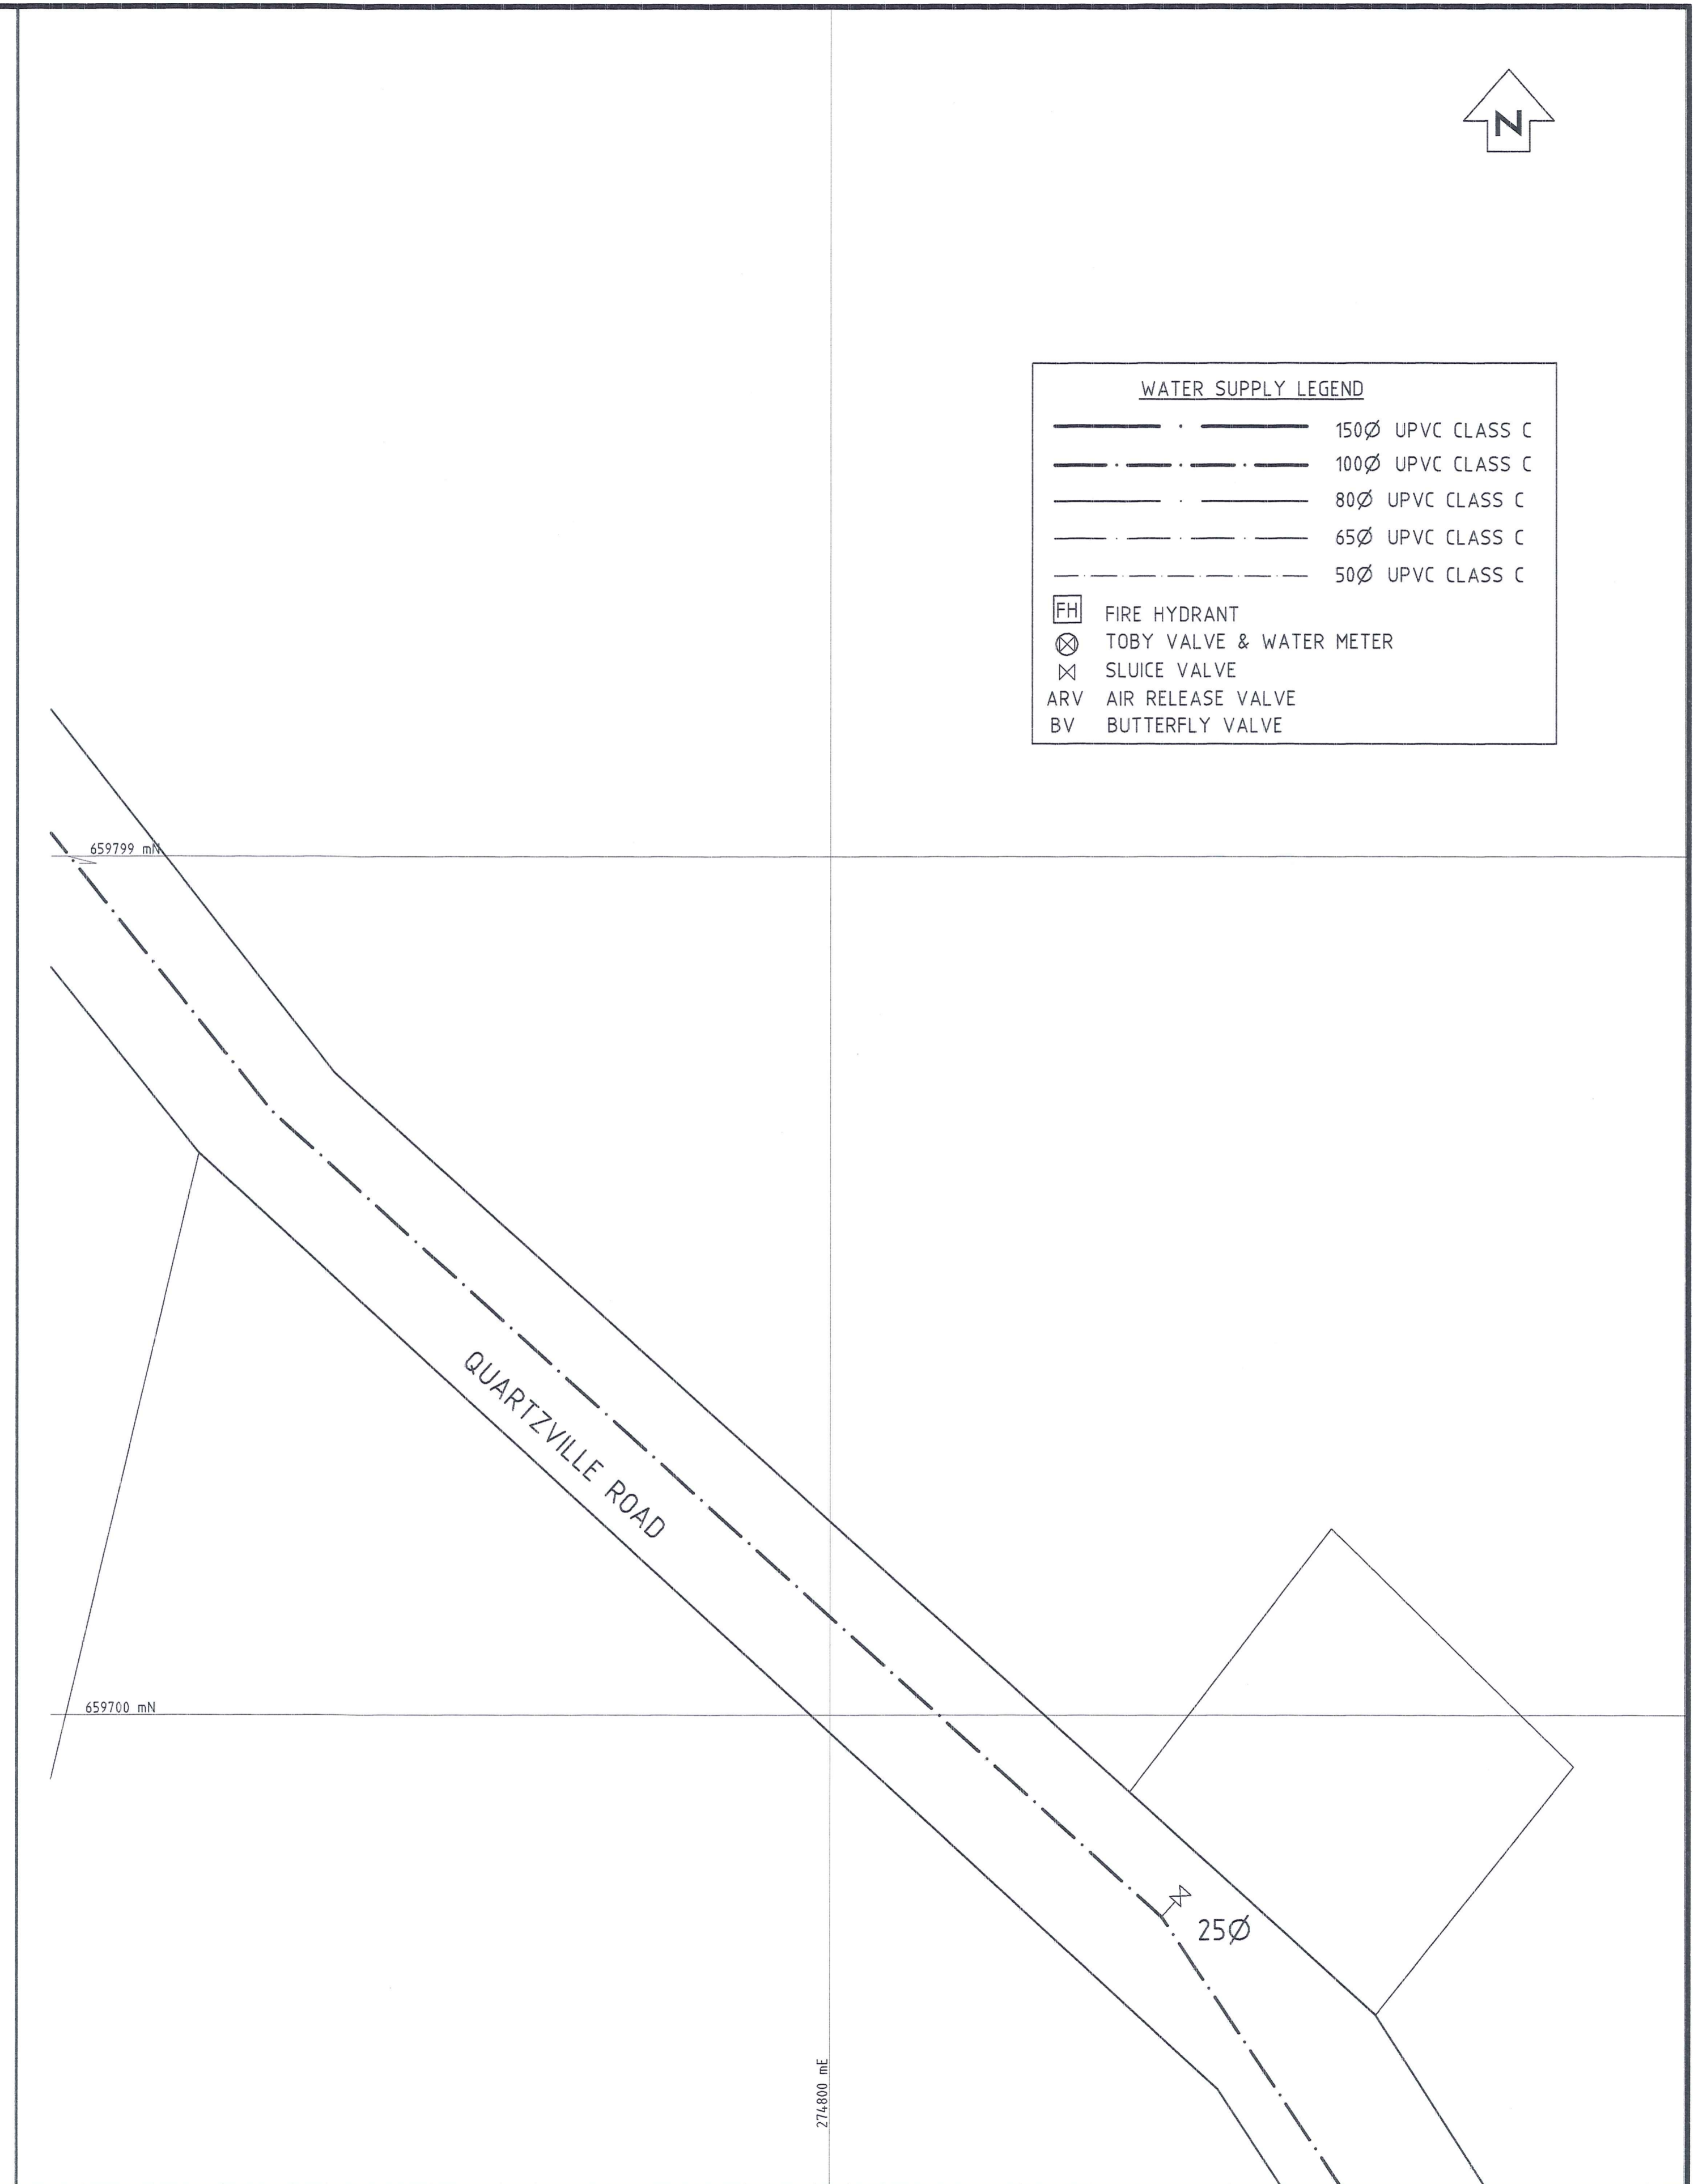 N
WATER SUPPLY LEGEND
150Ø UPVC CLASS C
100Ø UPVC CLASS C
80Ø UPVC CLASS C
65Ø UPVC CLASS C
50Ø UPVC CLASS C
FH FIRE HYDRANT
TOBY VALVE & WATER METER
SLUICE VALVE
ARV AIR RELEASE VALVE
BV BUTTERFLY VALVE
659799 mN
QUARTZVILLE ROAD
659700 mN
25Ø
274800 mE